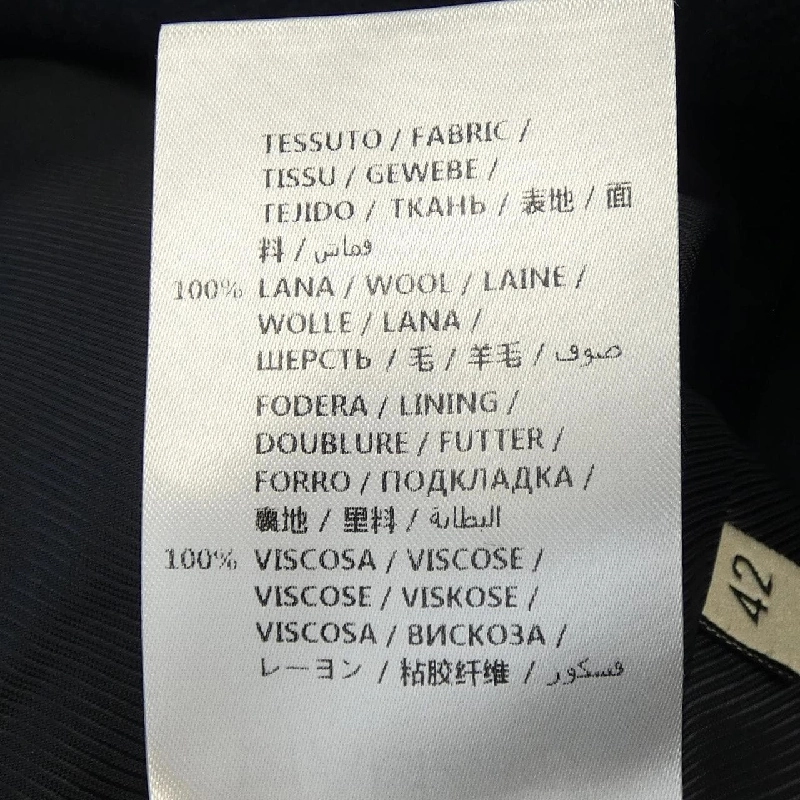 TESSUTO / FABRIC /
TISSU / GEWEBE /
TEJIDO / ТКАНЬ / 表地 / 面
料 / قماش
100% LANA / WOOL / LAINE /
WOLLE / LANA /
ШЕРСТЬ / 毛 / 羊毛 / صوف
FODERA / LINING /
DOUBLURE / FUTTER /
FORRO / ПОДКЛАДКА /
裏地 / 里料 / البطانة
100% VISCOSA / VISCOSE /
VISCOSE / VISKOSE /
VISCOSA / ВИСКОЗА /
レーヨン / 粘胶纤维 / فسكور
42